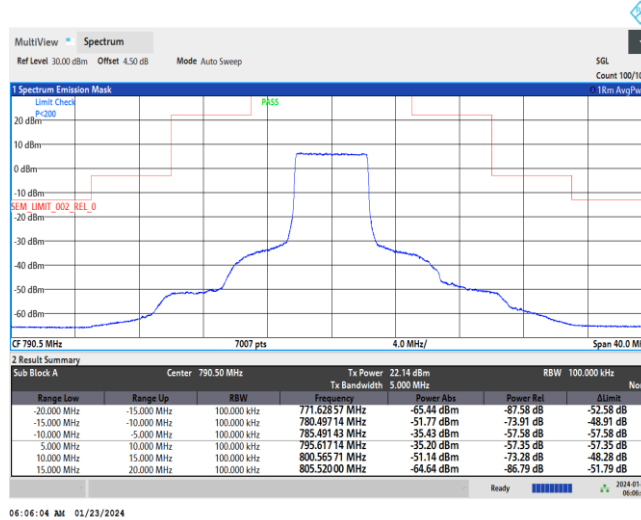 MultiView Spectrum
Ref Level 30.00 dBm Offset 4.50 dB Mode Auto Sweep SGL
Count 100/10
1 Spectrum Emission Mask 1Rm AvgPw
Limit Check PASS
P<200
20 dBm
10 dBm
0 dBm
-10 dBm
SEM_LIMIT_002_REL_0
-20 dBm
-30 dBm
-40 dBm
-50 dBm
-60 dBm
CF 790.5 MHz 7007 pts 4.0 MHz/ Span 40.0 M
2 Result Summary
Sub Block A Center 790.50 MHz Tx Power 22.14 dBm RBW 100.000 kHz
Tx Bandwidth 5.000 MHz No
Range Low Range Up RBW Frequency Power Abs Power Rel ΔLimit
-20.000 MHz -15.000 MHz 100.000 kHz 771.62857 MHz -65.44 dBm -87.58 dB -52.58 dB
-15.000 MHz -10.000 MHz 100.000 kHz 780.49714 MHz -51.77 dBm -73.91 dB -48.91 dB
-10.000 MHz -5.000 MHz 100.000 kHz 785.49143 MHz -35.43 dBm -57.58 dB -57.58 dB
5.000 MHz 10.000 MHz 100.000 kHz 795.61714 MHz -35.20 dBm -57.35 dB -57.35 dB
10.000 MHz 15.000 MHz 100.000 kHz 800.56571 MHz -51.14 dBm -73.28 dB -48.28 dB
15.000 MHz 20.000 MHz 100.000 kHz 805.52000 MHz -64.64 dBm -86.79 dB -51.79 dB
Ready 2024-01-
06:06:
06:06:04 AM 01/23/2024